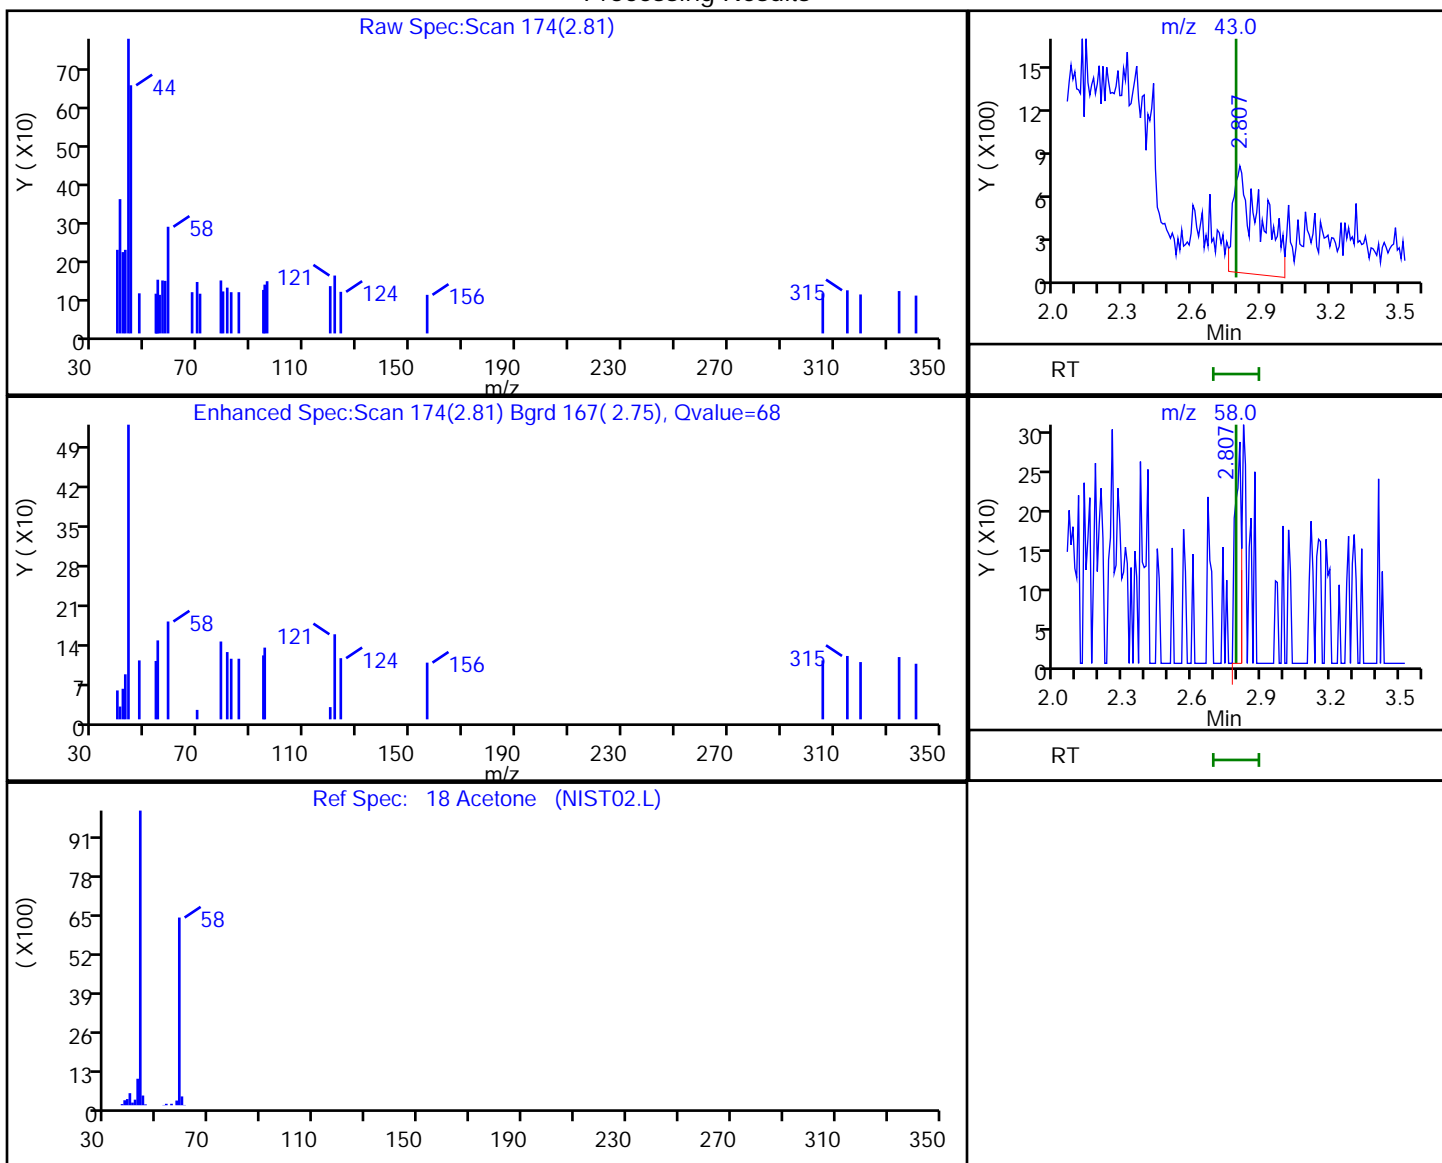 Processing Results
Raw Spec:Scan 174(2.81)
Y ( X10)
70
60
50
40
30
20
10
0
44
58
121
124
156
315
30 70 110 150 190 230 270 310 350
m/z
m/z 43.0
Y ( X100)
15
12
9
6
3
0
2.807
2.0 2.3 2.6 2.9 3.2 3.5
Min
RT
Enhanced Spec:Scan 174(2.81) Bgrd 167( 2.75), Qvalue=68
Y ( X10)
49
42
35
28
21
14
7
0
58
121
124
156
315
30 70 110 150 190 230 270 310 350
m/z
m/z 58.0
Y ( X10)
30
25
20
15
10
5
0
2.807
2.0 2.3 2.6 2.9 3.2 3.5
Min
RT
Ref Spec: 18 Acetone (NIST02.L)
( X100)
91
78
65
52
39
26
13
0
58
30 70 110 150 190 230 270 310 350